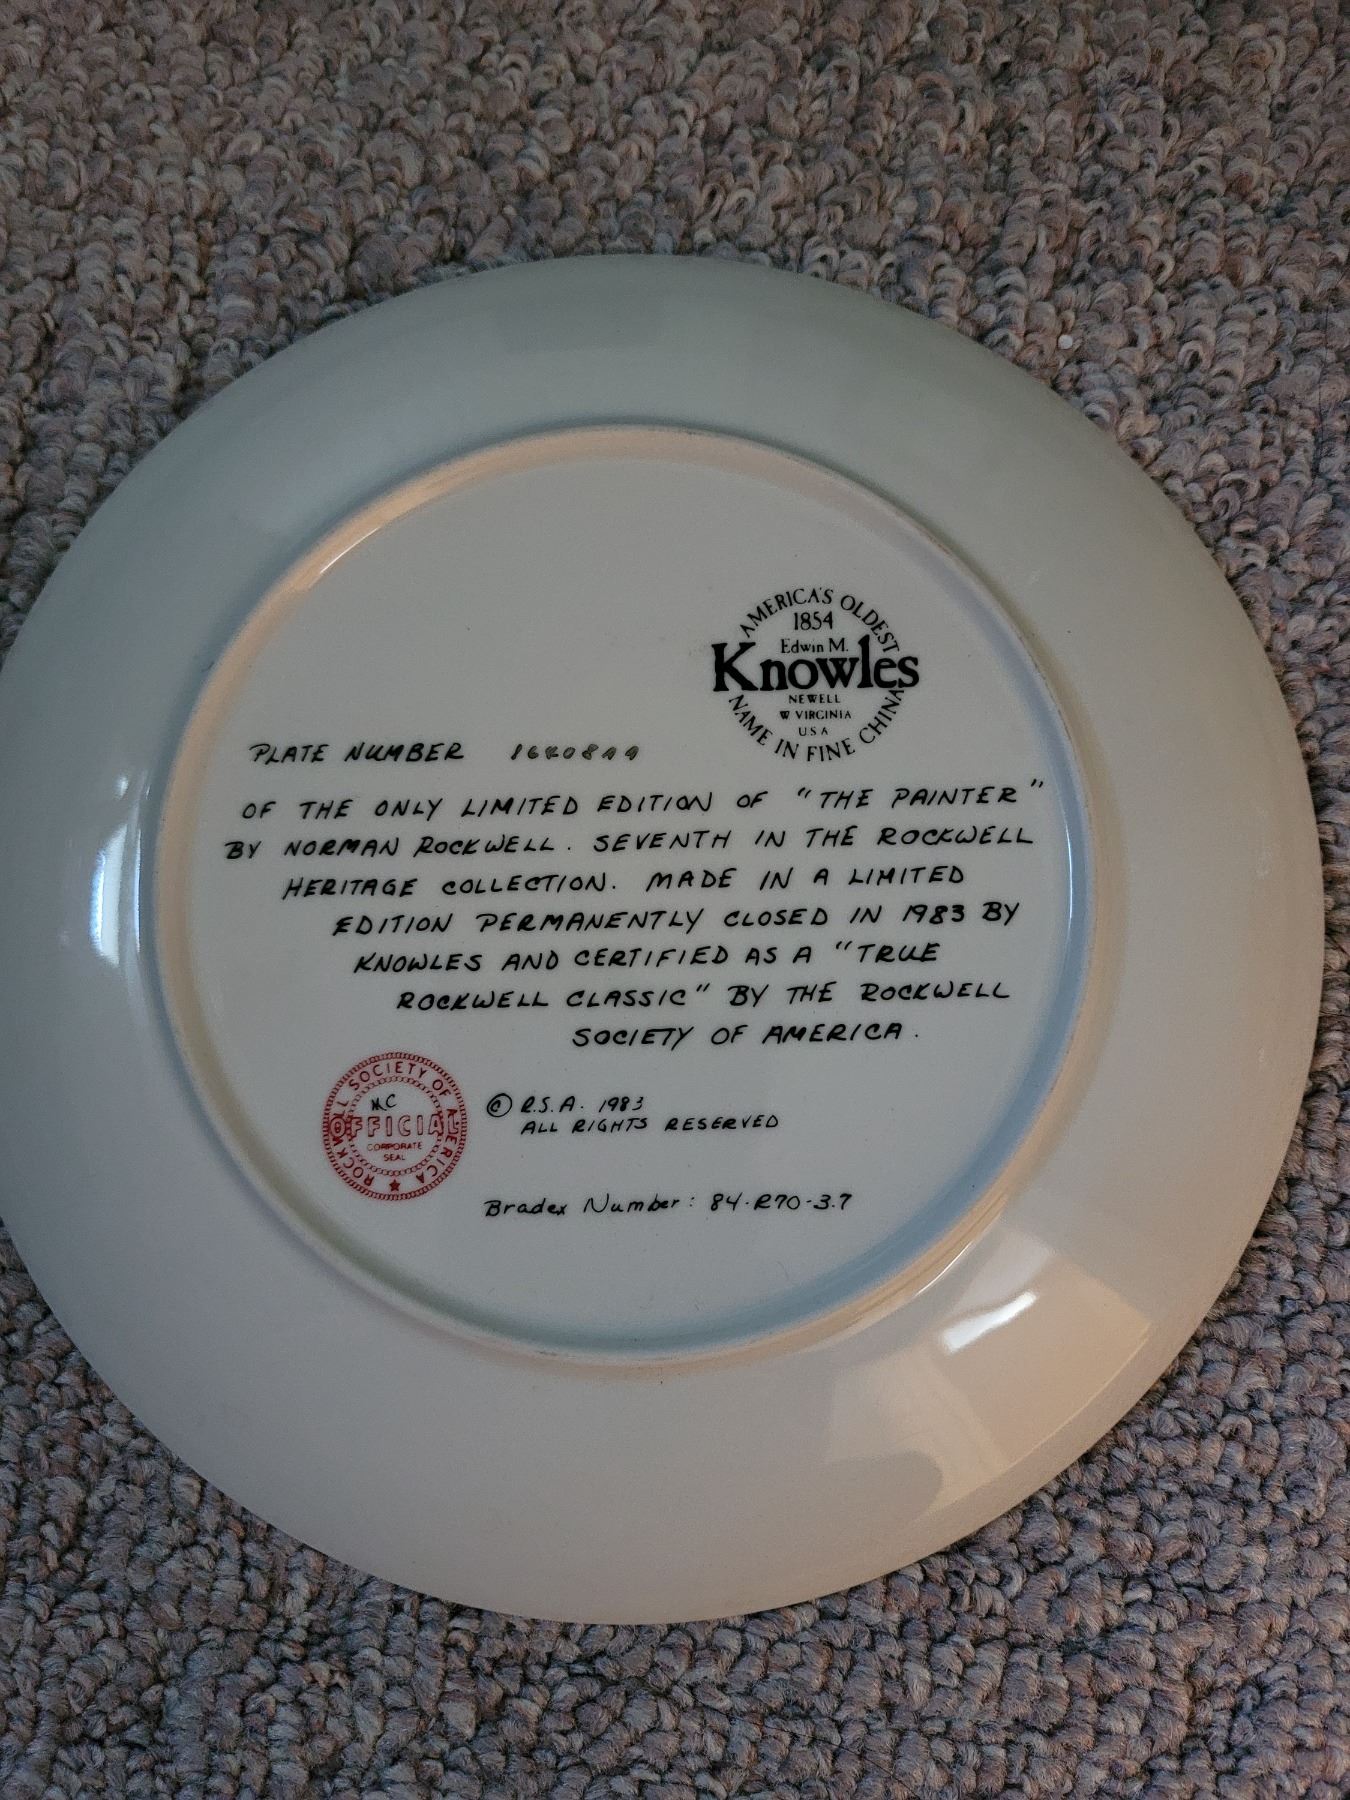 AMERICA'S OLDEST
1854
Edwin M.
Knowles
NEWELL
W VIRGINIA
USA
NAME IN FINE CHINA
PLATE NUMBER
OF THE ONLY LIMITED EDITION OF "THE PAINTER"
BY NORMAN ROCKWELL. SEVENTH IN THE ROCKWELL
HERITAGE COLLECTION. MADE IN A LIMITED
EDITION PERMANENTLY CLOSED IN 1983 BY
KNOWLES AND CERTIFIED AS A "TRUE
ROCKWELL CLASSIC" BY THE ROCKWELL
SOCIETY OF AMERICA.
ROCKWELL SOCIETY OF AMERICA
MC
OFFICIAL
CORPORATE
SEAL
© R.S.A. 1983
ALL RIGHTS RESERVED
Bradex Number: 84-R70-3.7